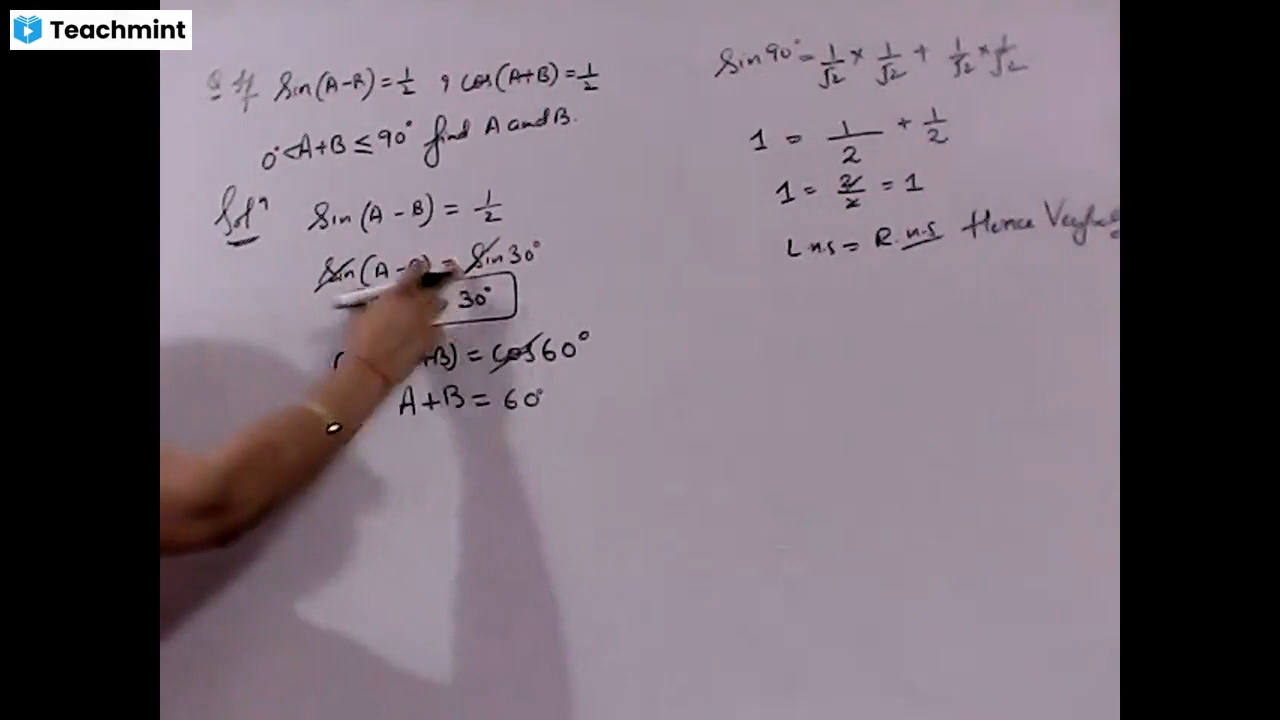 Teachmint
Q If Sin(A-B) = 1/2 , cos(A+B) = 1/2
0° < A+B ≤ 90° find A and B.
Solⁿ Sin(A - B) = 1/2
Sin(A- = Sin30°
30°
+B) = cos60°
A+B = 60°
Sin90° = 1/√2 × 1/√2 + 1/√2 × 1/√2
1 = 1/2 + 1/2
1 = 2/2 = 1
L.H.S = R.H.S Hence